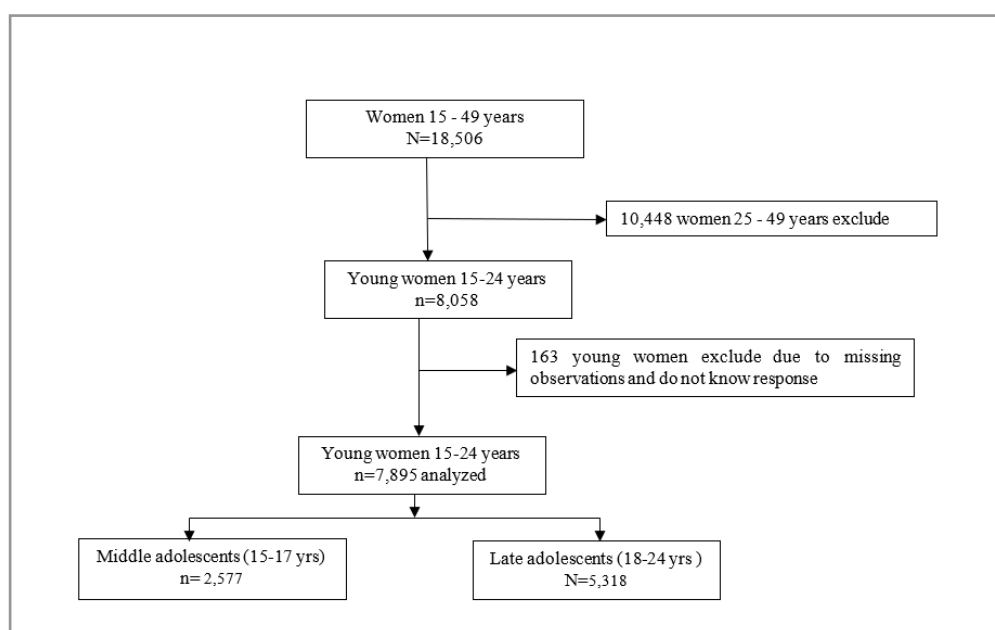 Women 15 - 49 years
N=18,506
10,448 women 25 - 49 years exclude
Young women 15-24 years
n=8,058
163 young women exclude due to missing
observations and do not know response
Young women 15-24 years
n=7,895 analyzed
Middle adolescents (15-17 yrs)
n= 2,577
Late adolescents (18-24 yrs )
N=5,318